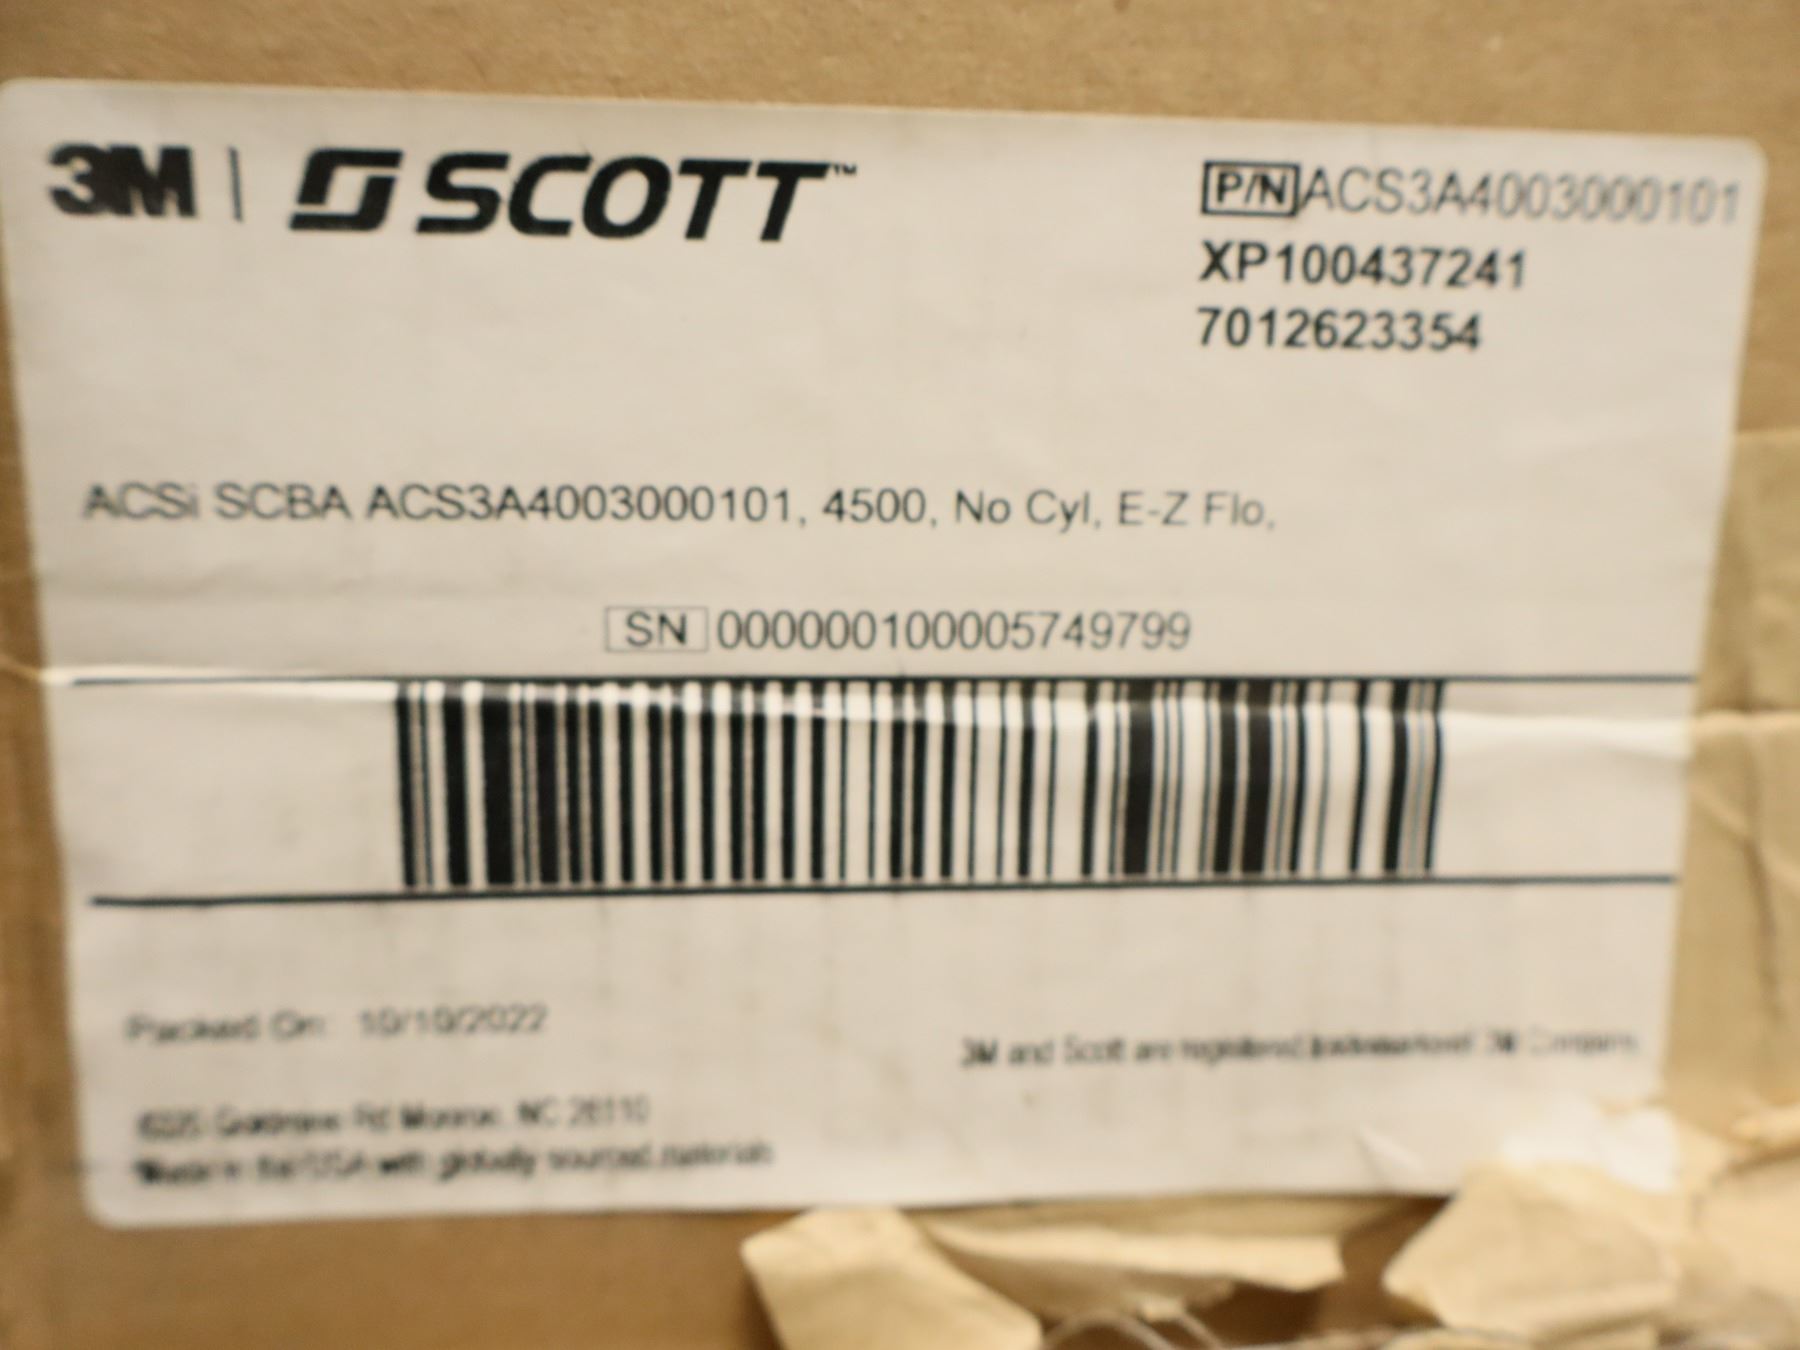 3M | SCOTT™
P/N ACS3A4003000101
XP100437241
7012623354
ACSi SCBA ACS3A4003000101, 4500, No Cyl, E-Z Flo,
SN 000000100005749799
Packed On: 10/10/2022
3M and Scott are registered trademarks of 3M Company.
Rd Monroe, NC 28110
Made in the USA with globally sourced materials